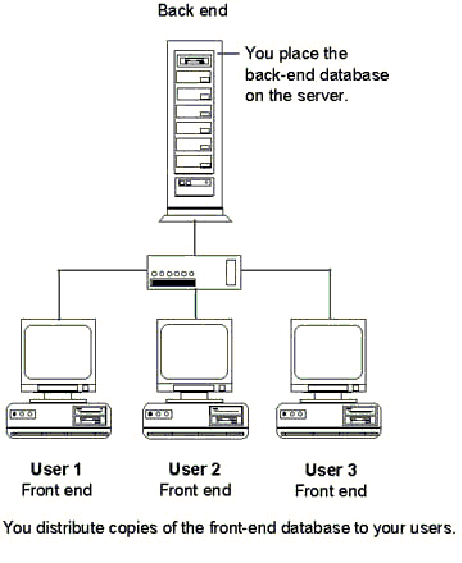 Back end
You place the
back-end database
on the server.
User 1
Front end
User 2
Front end
User 3
Front end
You distribute copies of the front-end database to your users.